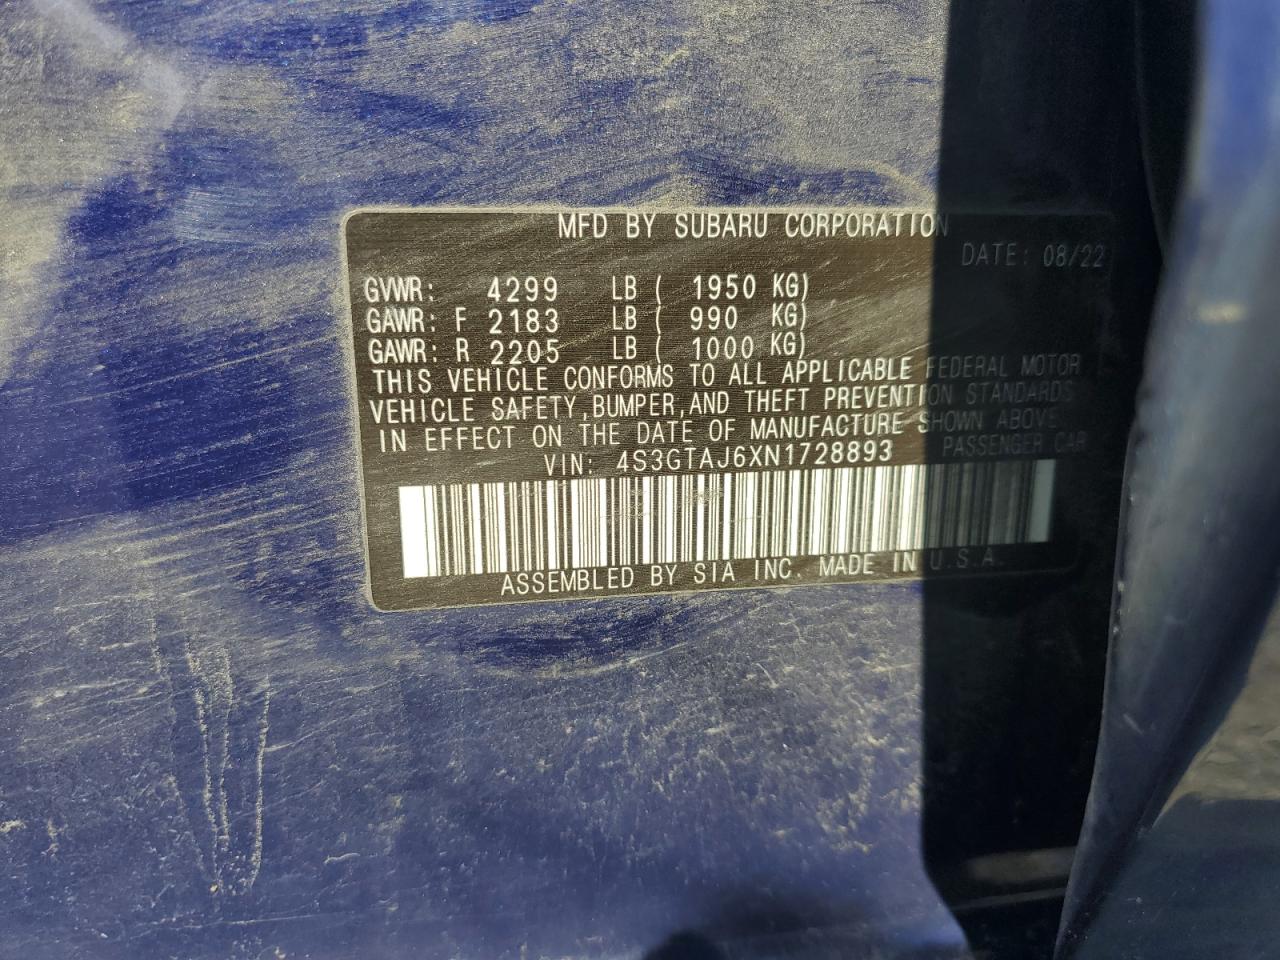 MFD BY SUBARU CORPORATION
DATE: 08/22
GVWR: 4299 LB ( 1950 KG)
GAWR: F 2183 LB ( 990 KG)
GAWR: R 2205 LB ( 1000 KG)
THIS VEHICLE CONFORMS TO ALL APPLICABLE FEDERAL MOTOR
VEHICLE SAFETY,BUMPER,AND THEFT PREVENTION STANDARDS
IN EFFECT ON THE DATE OF MANUFACTURE SHOWN ABOVE
VIN: 4S3GTAJ6XN1728893 PASSENGER CAR
ASSEMBLED BY SIA INC. MADE IN U.S.A.